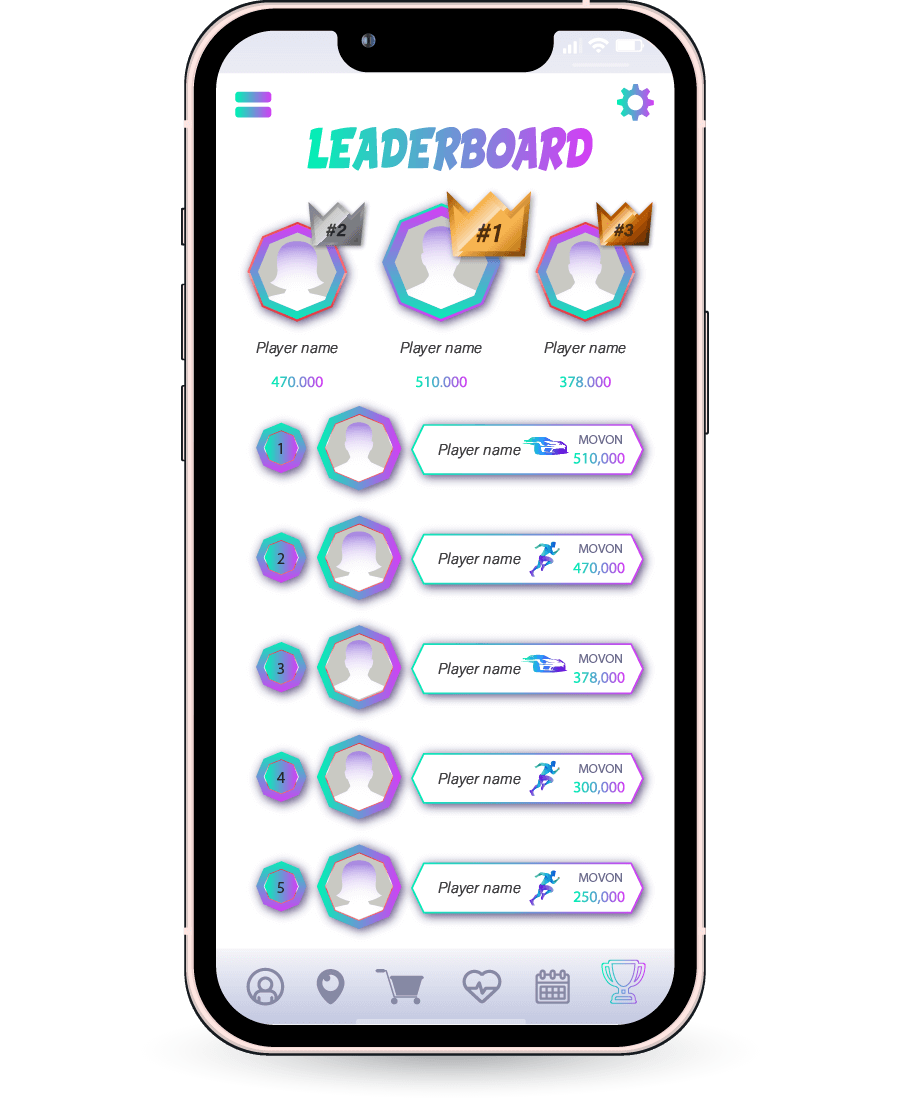 LEADERBOARD
#2
#1
#3
Player name
Player name
Player name
470.000
510.000
378.000
1
Player name
MOVON
510,000
2
Player name
MOVON
470,000
3
Player name
MOVON
378,000
4
Player name
MOVON
300,000
5
Player name
MOVON
250,000